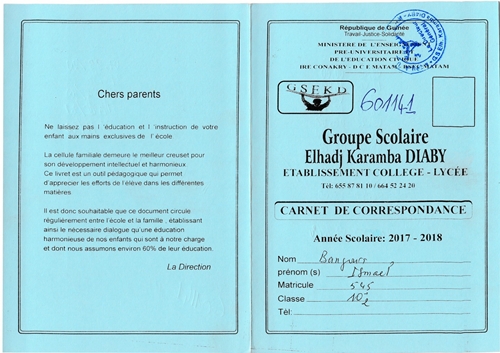 Chers parents
Ne laissez pas l 'éducation et l 'instruction de votre
enfant aux mains exclusives de l 'école
La cellule familiale demeure le meilleur creuset pour
son développement intellectuel et harmonieux.
Ce livret est un outil pédagogique qui permet
d'apprecier les efforts de l'élève dans les différentes
matières.
Il est donc souhaitable que ce document circule
régulièrement entre l'école et la famille , établissant
ainsi le necessaire dialogue qu'une éducation
harmonieuse de nos enfants qui sont à notre charge
et dont nous assumons environ 60% de leur éducation.
La Direction
République de Guinée
Travail-Justice-Solidarité
MINISTERE DE L'ENSEIGNEMENT
PRE-UNIVERSITAIRE ET
DE L'EDUCATION CIVIQUE
IRE CONAKRY - D C E MATAM
GSEKD
601141
Groupe Scolaire
Elhadj Karamba DIABY
ETABLISSEMENT COLLEGE - LYCÉE
Tél: 655 87 81 10 / 664 52 24 20
CARNET DE CORRESPONDANCE
Année Scolaire: 2017 - 2018
Nom Bangoura
prénom (s) Ismael
Matricule 545
Classe 10
Tèl: